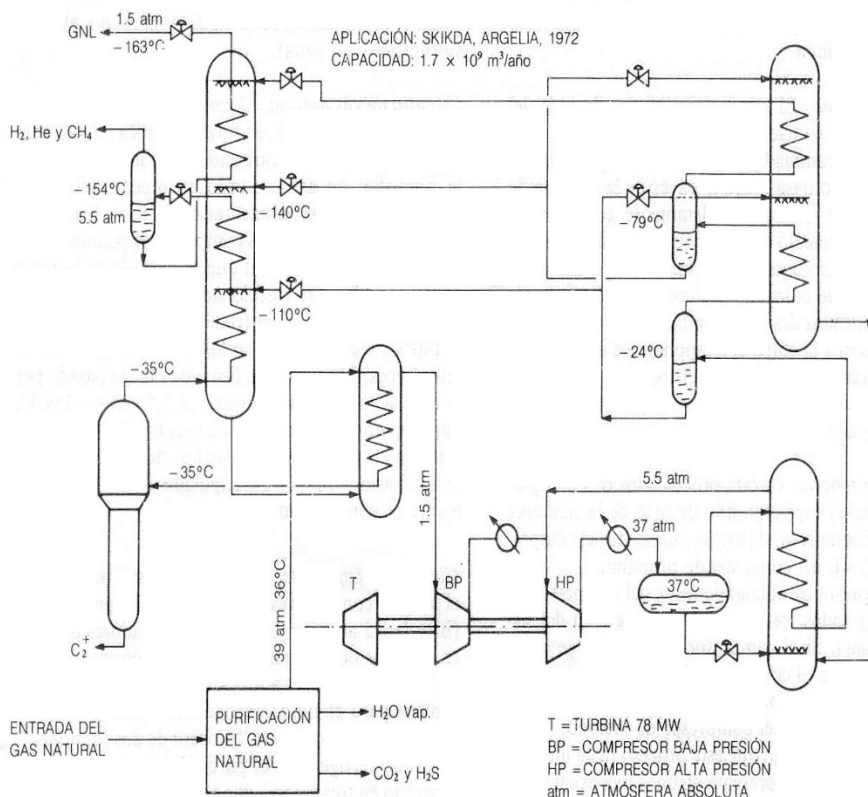 1.5 atm
GNL
−163°C
APLICACIÓN: SKIKDA, ARGELIA, 1972
CAPACIDAD: 1.7 × 10⁹ m³/año
H₂, He y CH₄
−154°C
5.5 atm
−140°C
−110°C
−79°C
−24°C
−35°C
−35°C
C₂⁺
39 atm 36°C
1.5 atm
5.5 atm
37 atm
37°C
T
BP
HP
ENTRADA DEL
GAS NATURAL
PURIFICACIÓN
DEL GAS
NATURAL
H₂O Vap.
CO₂ y H₂S
T = TURBINA 78 MW
BP = COMPRESOR BAJA PRESIÓN
HP = COMPRESOR ALTA PRESIÓN
atm = ATMÓSFERA ABSOLUTA